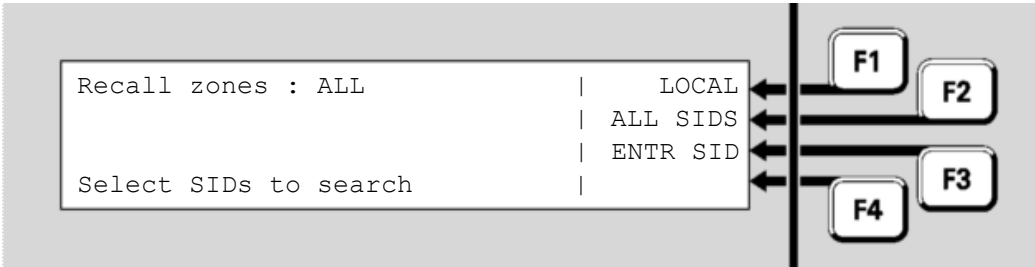 Recall zones : ALL | LOCAL
| ALL SIDS
| ENTR SID
Select SIDs to search |
F1
F2
F3
F4